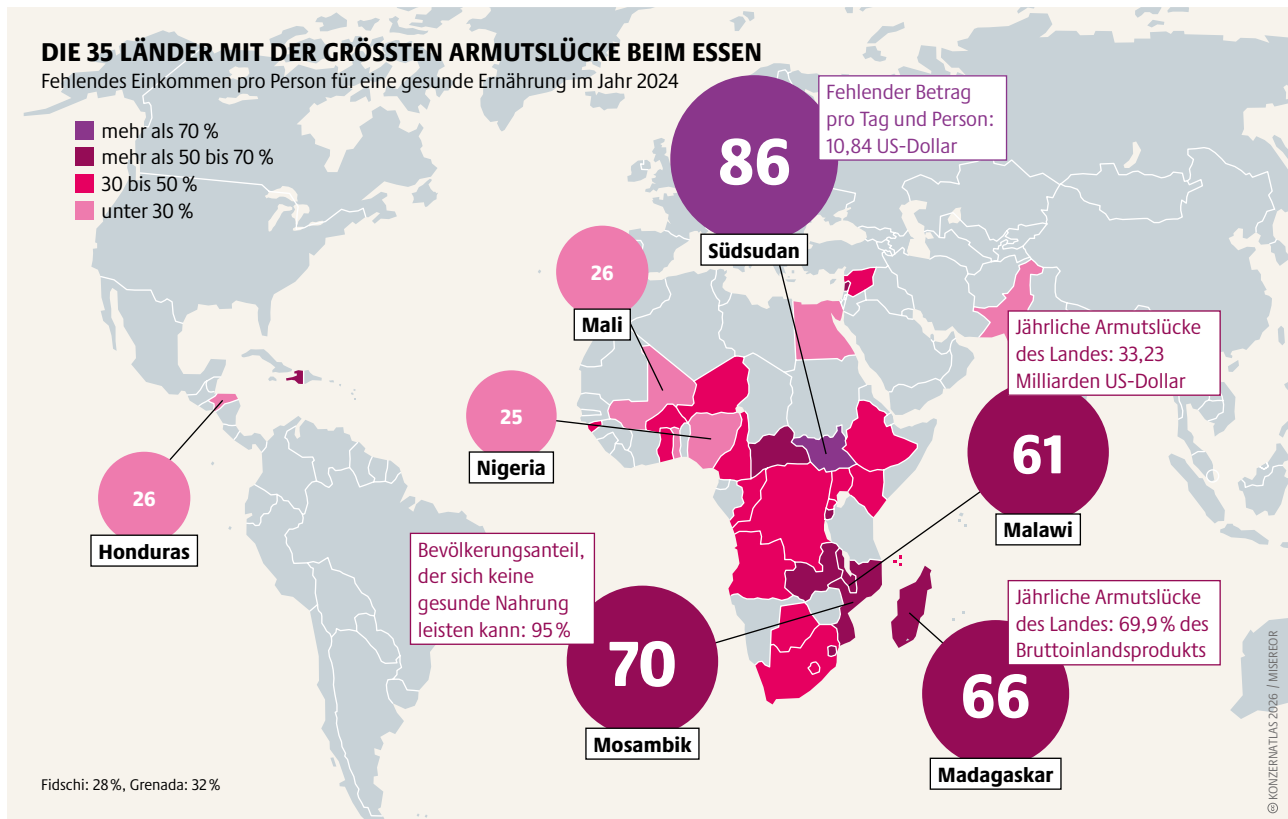 DIE 35 LÄNDER MIT DER GRÖSSTEN ARMUTSLÜCKE BEIM ESSEN
Fehlendes Einkommen pro Person für eine gesunde Ernährung im Jahr 2024
mehr als 70 %
mehr als 50 bis 70 %
30 bis 50 %
unter 30 %
86
Südsudan
Fehlender Betrag
pro Tag und Person:
10,84 US-Dollar
26
Mali
25
Nigeria
26
Honduras
Jährliche Armutslücke
des Landes: 33,23
Milliarden US-Dollar
61
Malawi
Bevölkerungsanteil,
der sich keine
gesunde Nahrung
leisten kann: 95 %
70
Mosambik
Jährliche Armutslücke
des Landes: 69,9 % des
Bruttoinlandsprodukts
66
Madagaskar
Fidschi: 28 %, Grenada: 32 %
KONZERNATLAS 2026 / MISEREOR